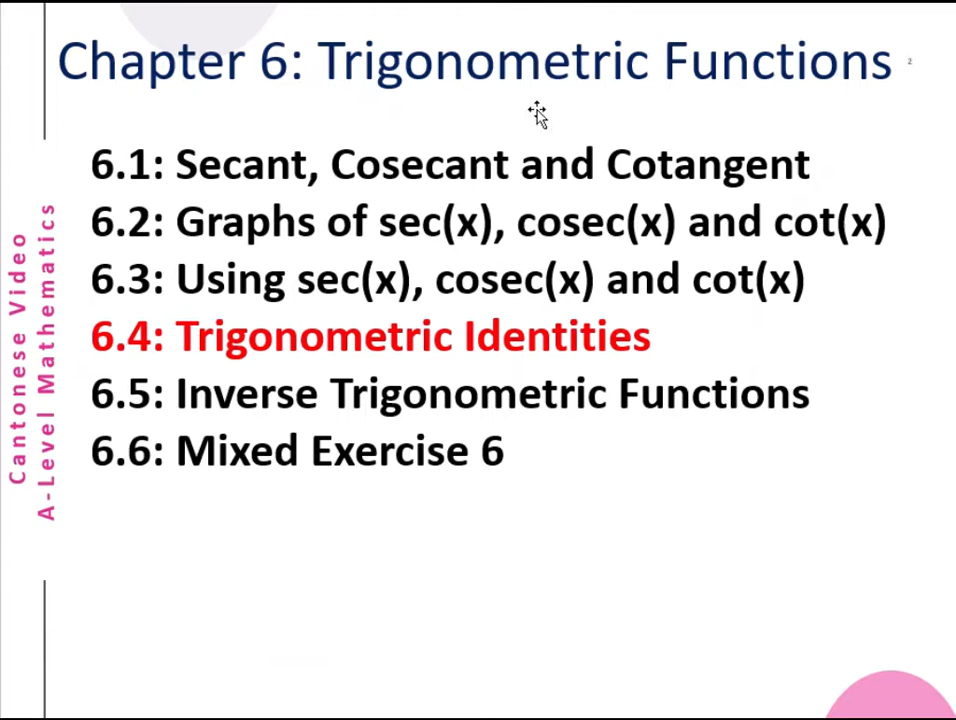 Chapter 6: Trigonometric Functions
2
6.1: Secant, Cosecant and Cotangent
6.2: Graphs of sec(x), cosec(x) and cot(x)
6.3: Using sec(x), cosec(x) and cot(x)
6.4: Trigonometric Identities
6.5: Inverse Trigonometric Functions
6.6: Mixed Exercise 6
Cantonese Video
A-Level Mathematics